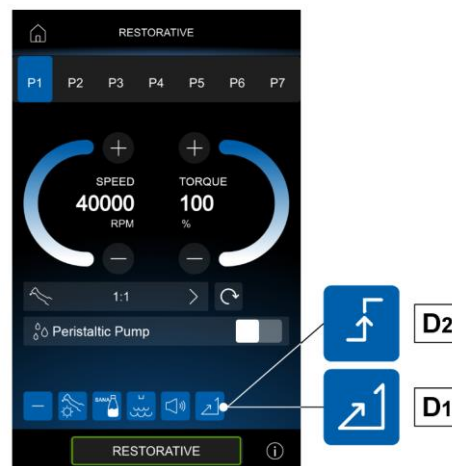 RESTORATIVE
P1 P2 P3 P4 P5 P6 P7
SPEED TORQUE
40000 100
RPM %
1:1
Peristaltic Pump
SANA
RESTORATIVE
D2
D1